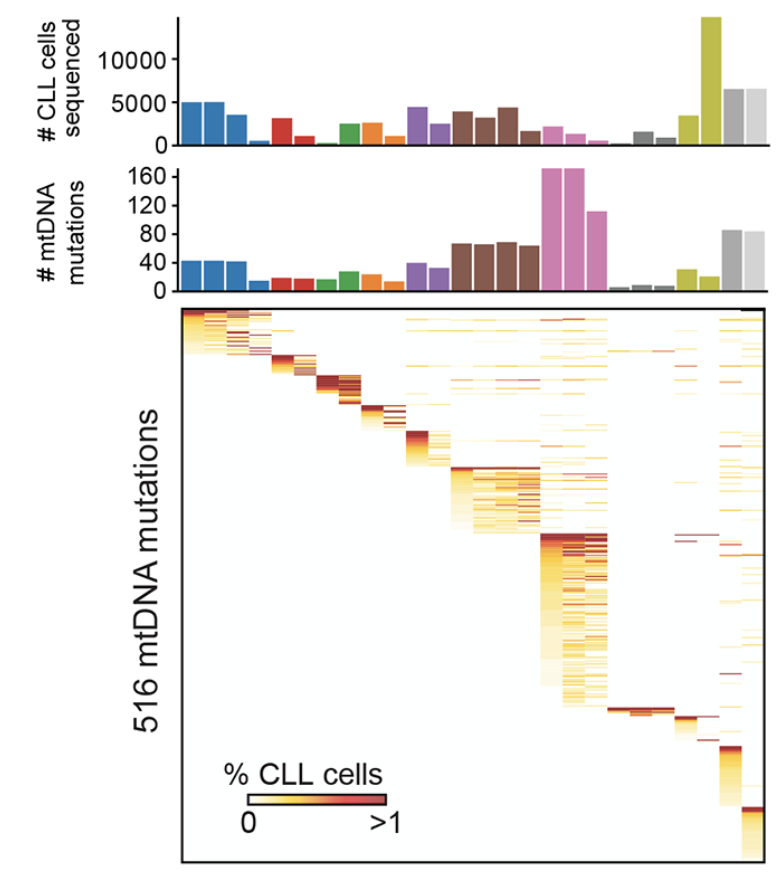 # CLL cells
sequenced
10000
5000
0
# mtDNA
mutations
160
120
80
40
0
516 mtDNA mutations
% CLL cells
0
>1